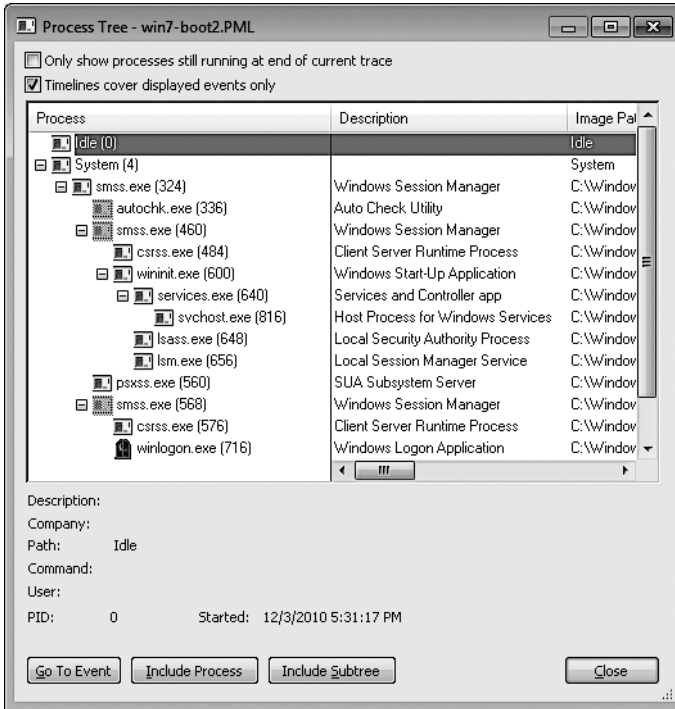 Process Tree - win7-boot2.PML
Only show processes still running at end of current trace
Timelines cover displayed events only
Process Description Image Pal
Idle (0) Idle
System (4) System
smss.exe (324) Windows Session Manager C:\Window
autochk.exe (336) Auto Check Utility C:\Window
smss.exe (460) Windows Session Manager C:\Window
csrss.exe (484) Client Server Runtime Process C:\Window
wininit.exe (600) Windows Start-Up Application C:\Window
services.exe (640) Services and Controller app C:\Window
svchost.exe (816) Host Process for Windows Services C:\Window
lsass.exe (648) Local Security Authority Process C:\Window
lsm.exe (656) Local Session Manager Service C:\Window
psxss.exe (560) SUA Subsystem Server C:\Window
smss.exe (568) Windows Session Manager C:\Window
csrss.exe (576) Client Server Runtime Process C:\Window
winlogon.exe (716) Windows Logon Application C:\Window
Description:
Company:
Path: Idle
Command:
User:
PID: 0 Started: 12/3/2010 5:31:17 PM
Go To Event Include Process Include Subtree Close